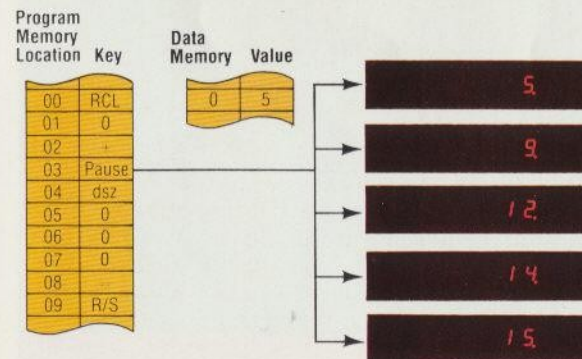 Program
Memory
Location Key
00 RCL
01 0
02 +
03 Pause
04 dsz
05 0
06 0
07 0
08
09 R/S
Data
Memory Value
0 5
5.
9.
12.
14.
15.